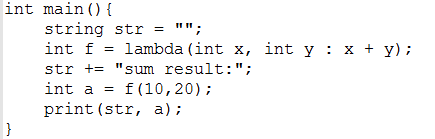 int main(){
    string str = "";
    int f = lambda(int x, int y : x + y);
    str += "sum result:";
    int a = f(10,20);
    print(str, a);
}